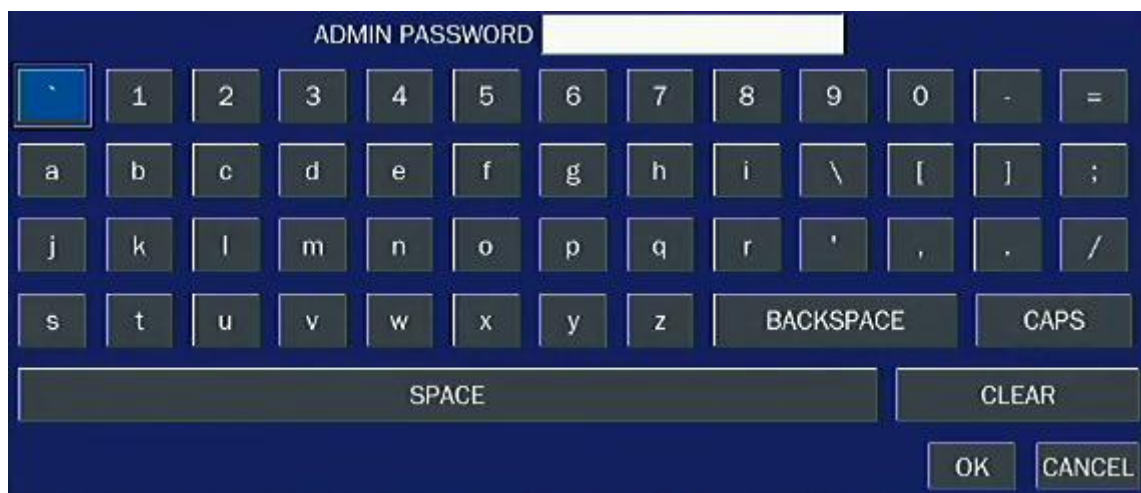 ADMIN PASSWORD
` 1 2 3 4 5 6 7 8 9 0 - =
a b c d e f g h i \ [ ] ;
j k l m n o p q r ' , . /
s t u v w x y z BACKSPACE CAPS
SPACE CLEAR
OK CANCEL